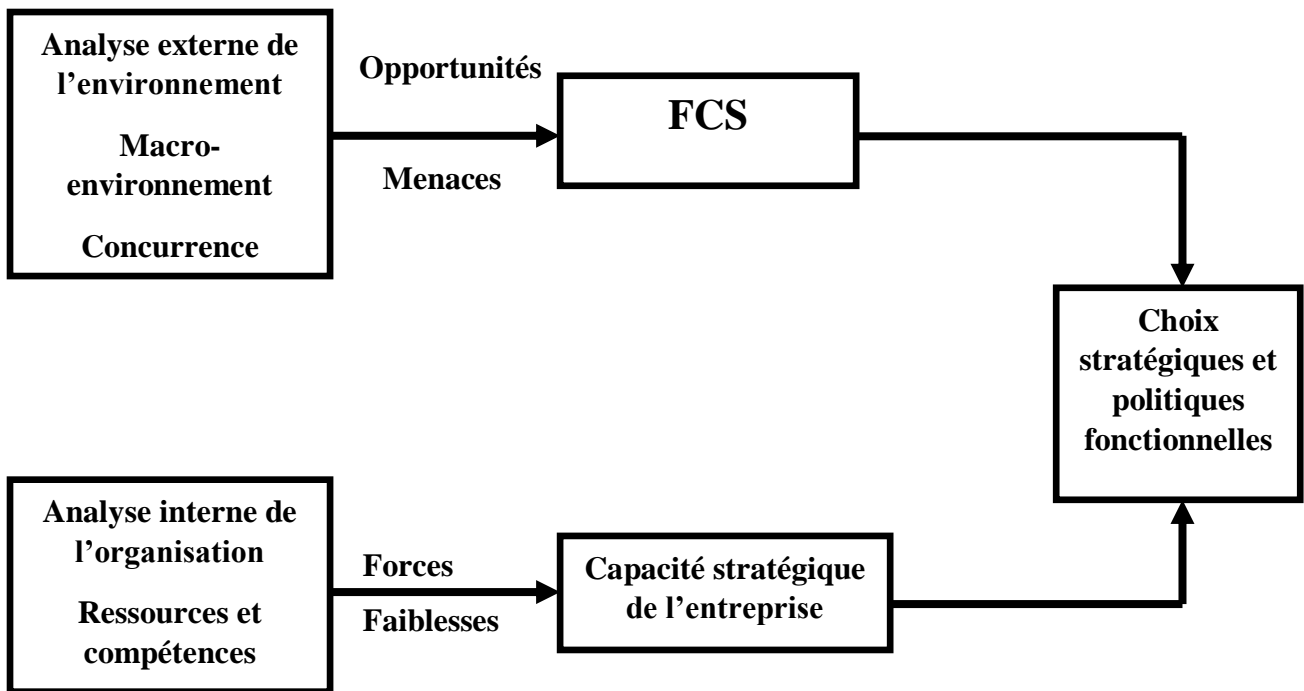 Analyse externe de
l’environnement
Macro-
environnement
Concurrence
Opportunités
Menaces
FCS
Choix
stratégiques et
politiques
fonctionnelles
Analyse interne de
l’organisation
Ressources et
compétences
Forces
Faiblesses
Capacité stratégique
de l’entreprise